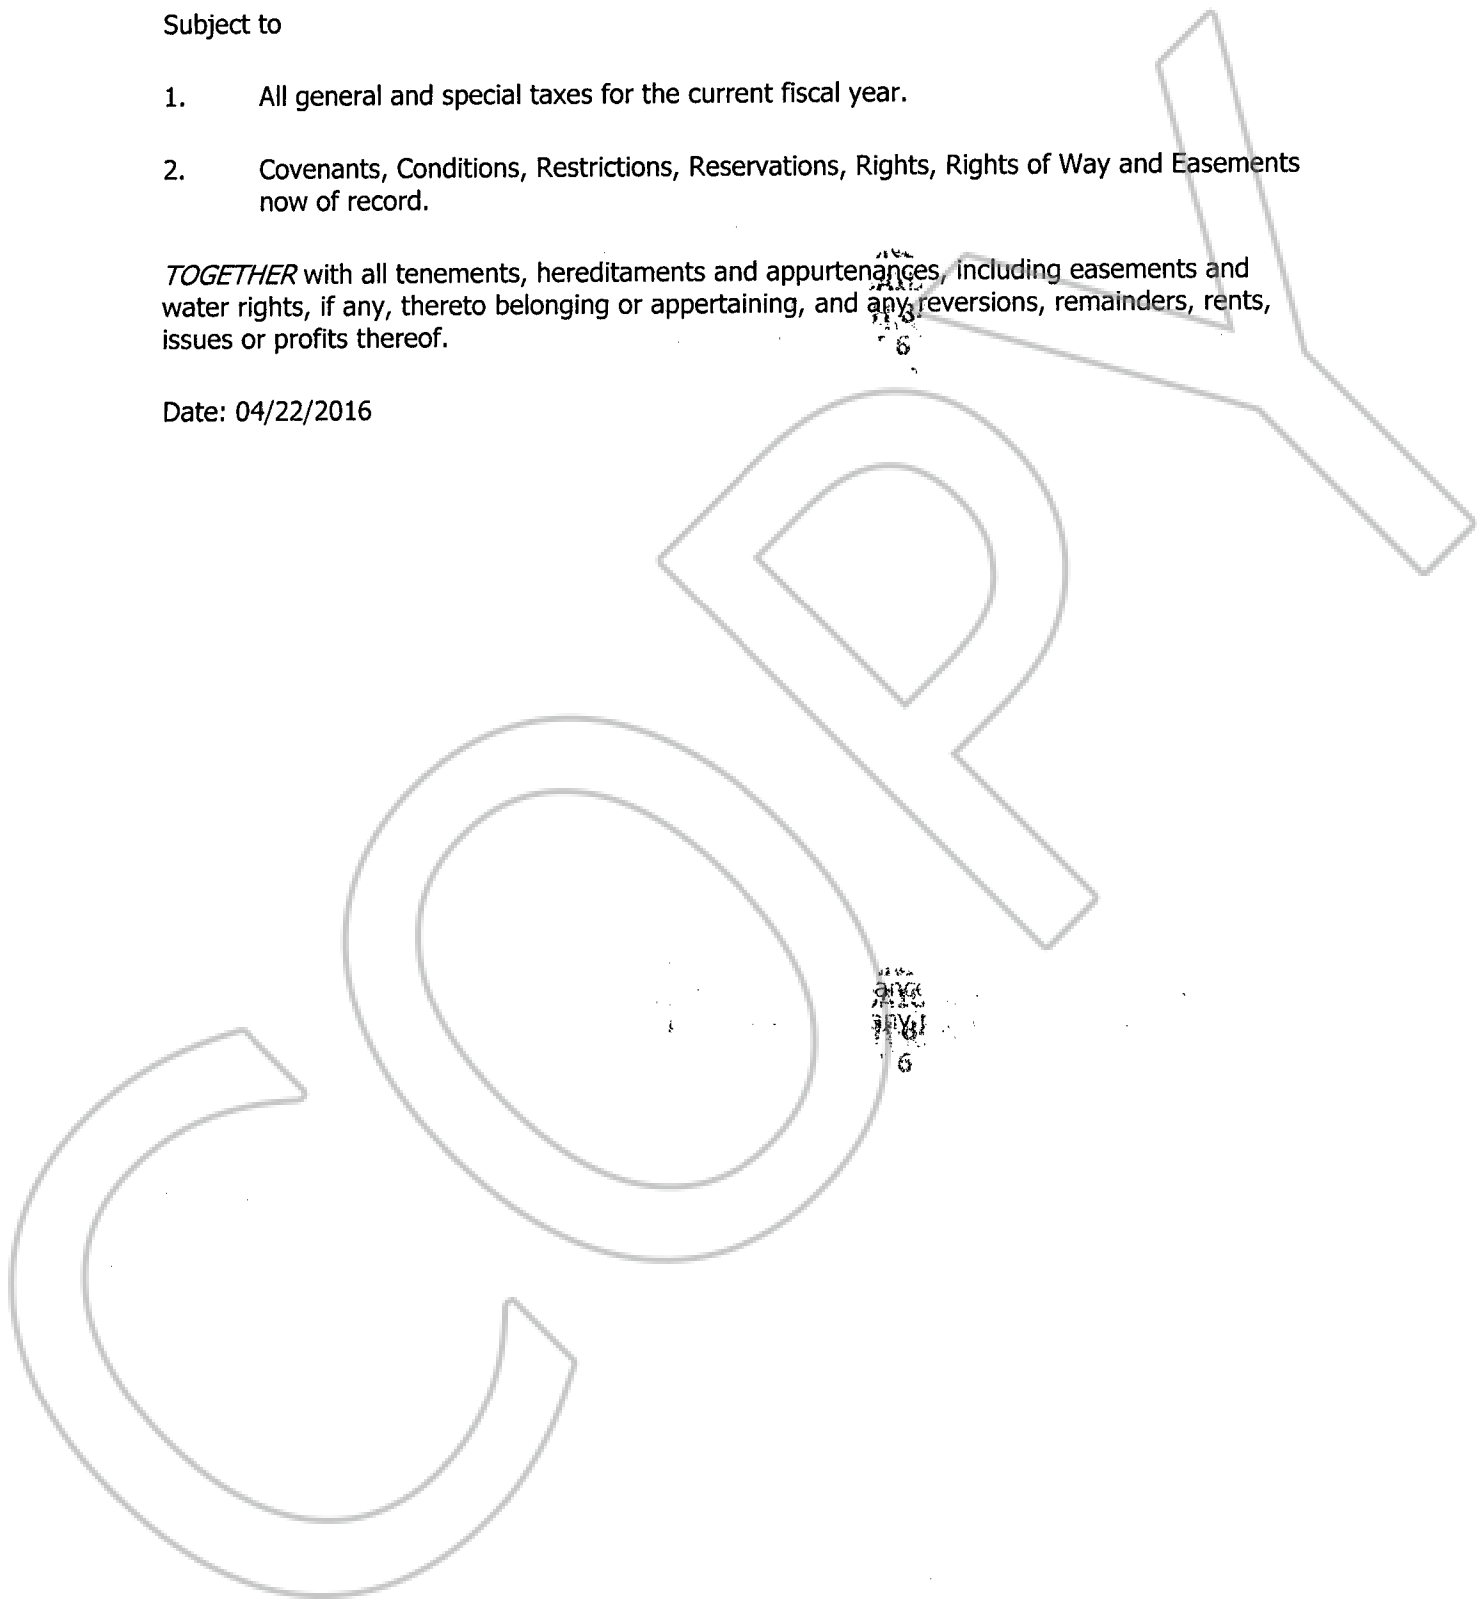 Subject to
1. All general and special taxes for the current fiscal year.
2. Covenants, Conditions, Restrictions, Reservations, Rights, Rights of Way and Easements
now of record.
TOGETHER with all tenements, hereditaments and appurtenances, including easements and
water rights, if any, thereto belonging or appertaining, and any reversions, remainders, rents,
issues or profits thereof.
6
Date: 04/22/2016
COPY
6